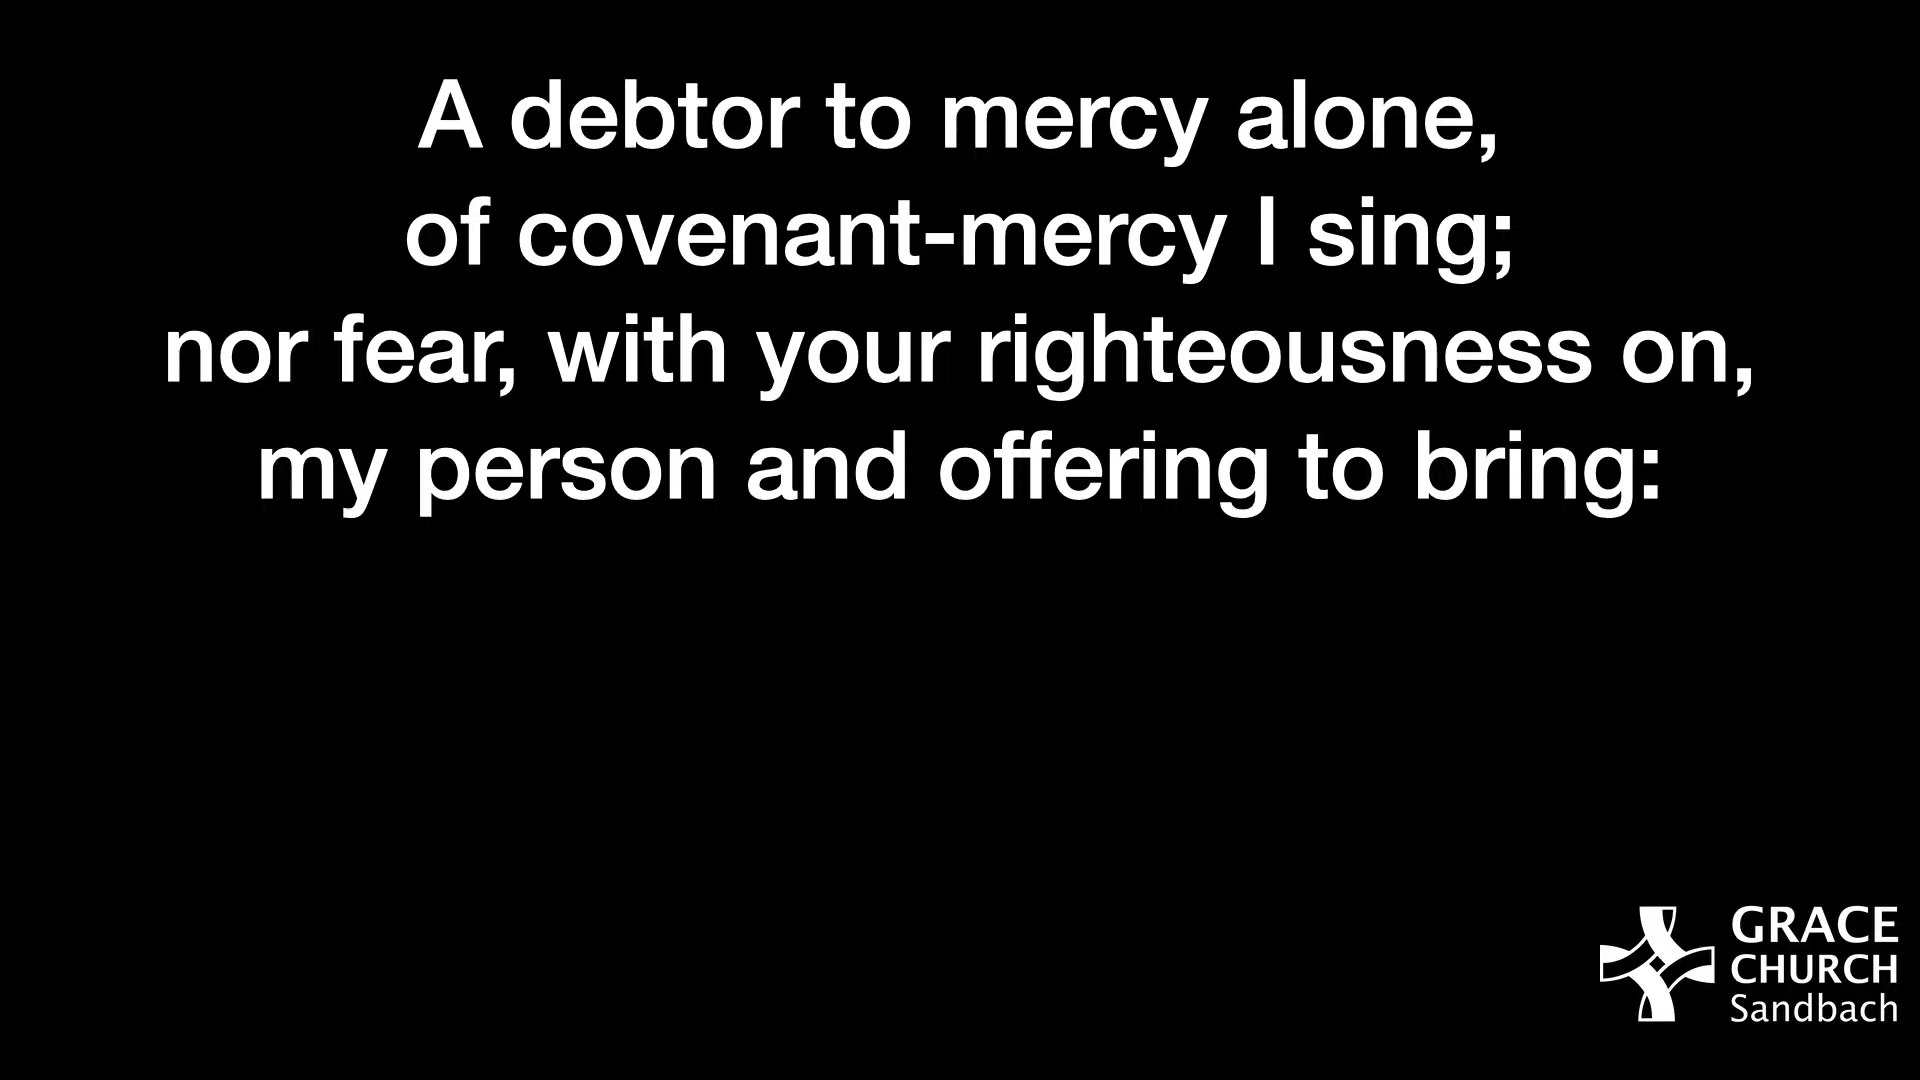 A debtor to mercy alone,
of covenant-mercy I sing;
nor fear, with your righteousness on,
my person and offering to bring:
GRACE
CHURCH
Sandbach